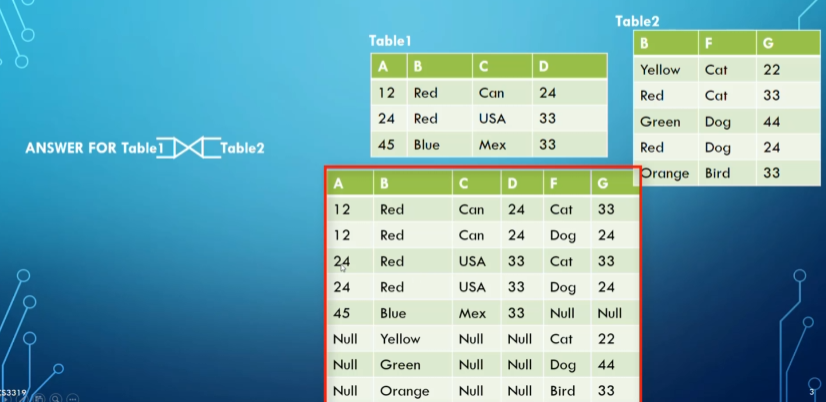 Table1
A B C D
12 Red Can 24
24 Red USA 33
45 Blue Mex 33
Table2
B F G
Yellow Cat 22
Red Cat 33
Green Dog 44
Red Dog 24
Orange Bird 33
ANSWER FOR Table1 ⟗ Table2
A B C D F G
12 Red Can 24 Cat 33
12 Red Can 24 Dog 24
24 Red USA 33 Cat 33
24 Red USA 33 Dog 24
45 Blue Mex 33 Null Null
Null Yellow Null Null Cat 22
Null Green Null Null Dog 44
Null Orange Null Null Bird 33
3